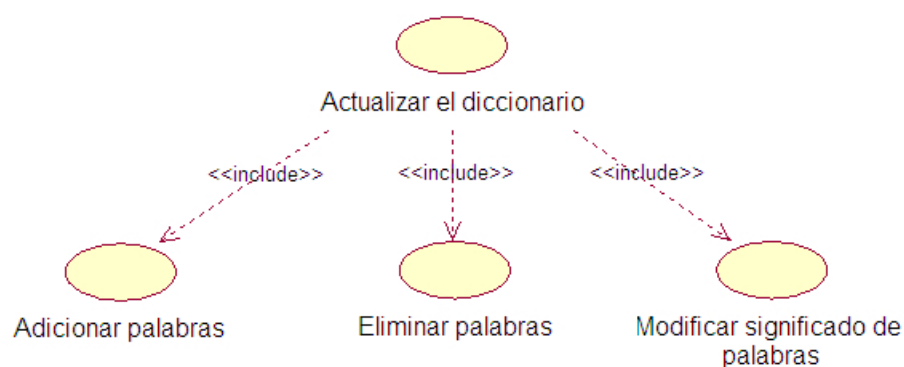 Actualizar el diccionario
<<include>>
<<include>>
<<include>>
Adicionar palabras
Eliminar palabras
Modificar significado de
palabras